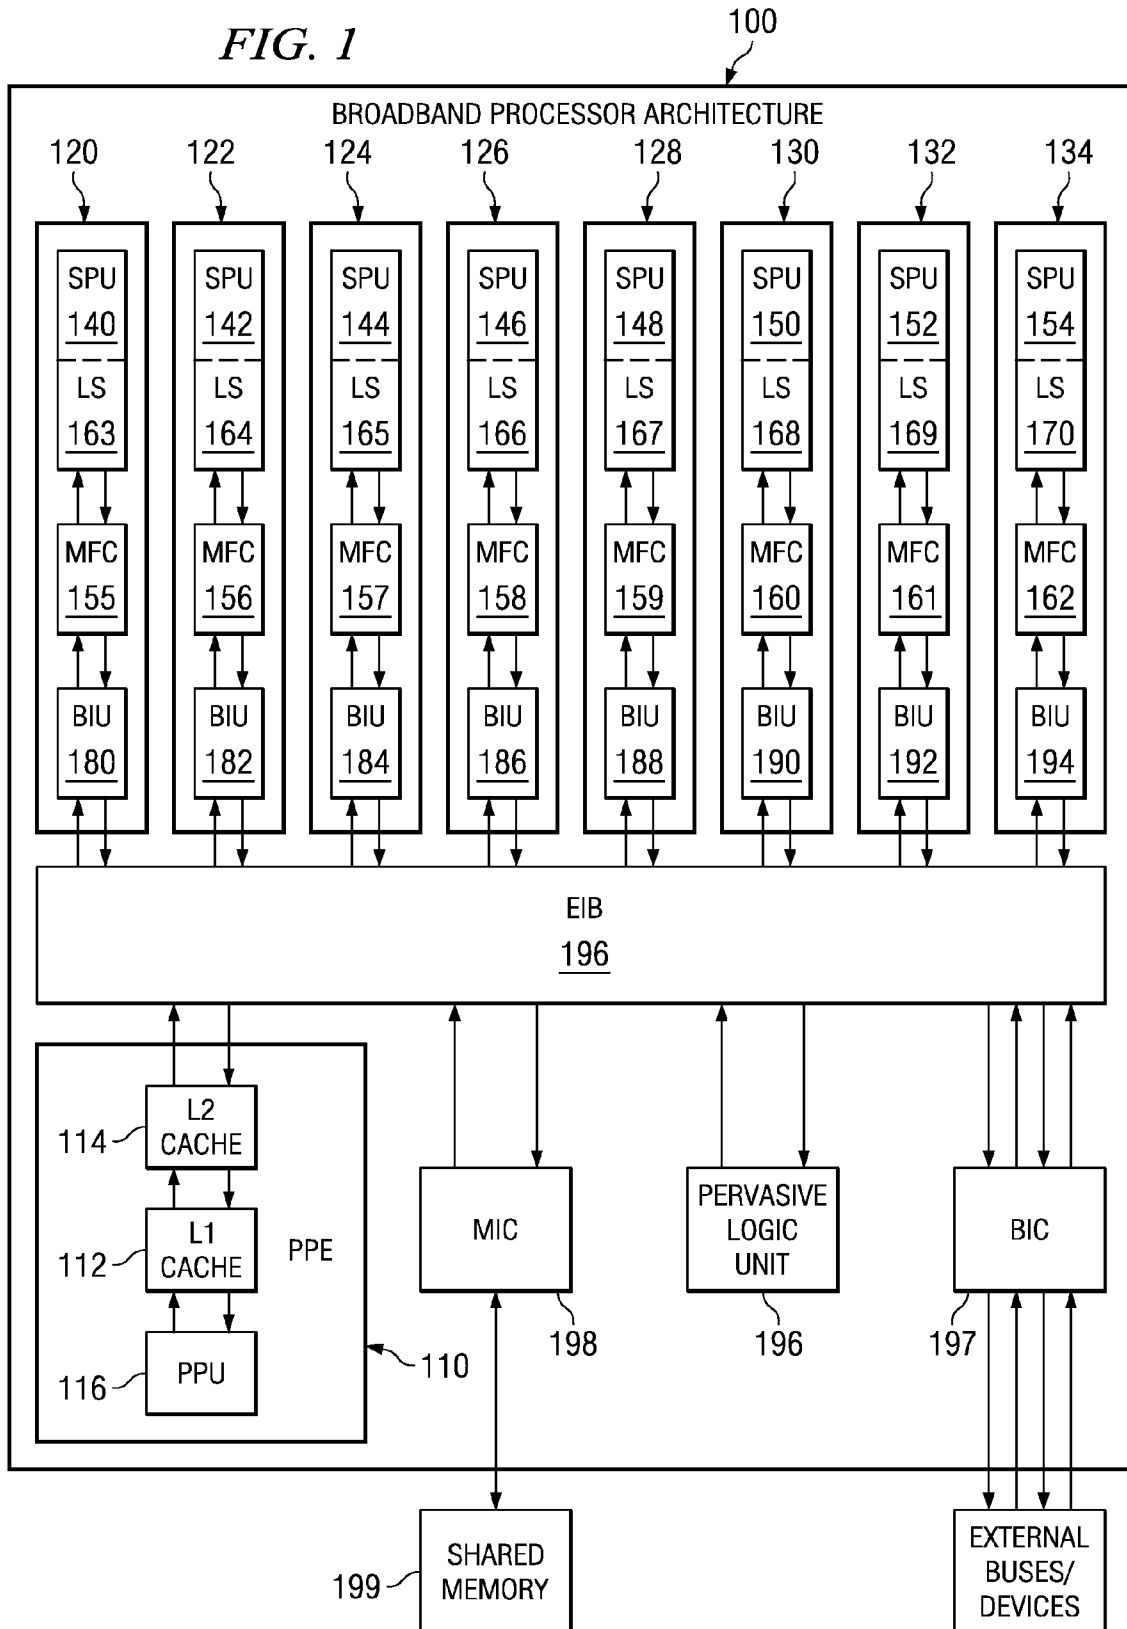 FIG. 1
100
BROADBAND PROCESSOR ARCHITECTURE
120 122 124 126 128 130 132 134
SPU SPU SPU SPU SPU SPU SPU SPU
140 142 144 146 148 150 152 154
LS LS LS LS LS LS LS LS
163 164 165 166 167 168 169 170
MFC MFC MFC MFC MFC MFC MFC MFC
155 156 157 158 159 160 161 162
BIU BIU BIU BIU BIU BIU BIU BIU
180 182 184 186 188 190 192 194
EIB
196
L2
CACHE
114
L1
CACHE
112
PPE
PPU
116
110
MIC
198
PERVASIVE
LOGIC
UNIT
196
BIC
197
SHARED
MEMORY
199
EXTERNAL
BUSES/
DEVICES